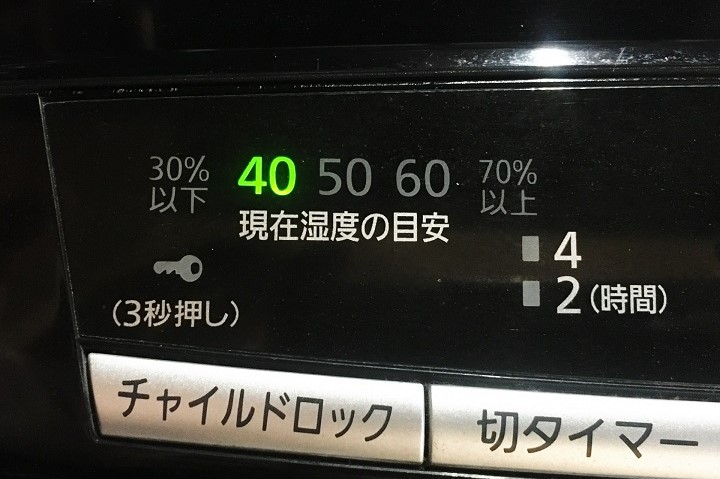 30% 40 50 60 70%
以下 以上
現在湿度の目安
4
2(時間)
(3秒押し)
チャイルドロック
切タイマー